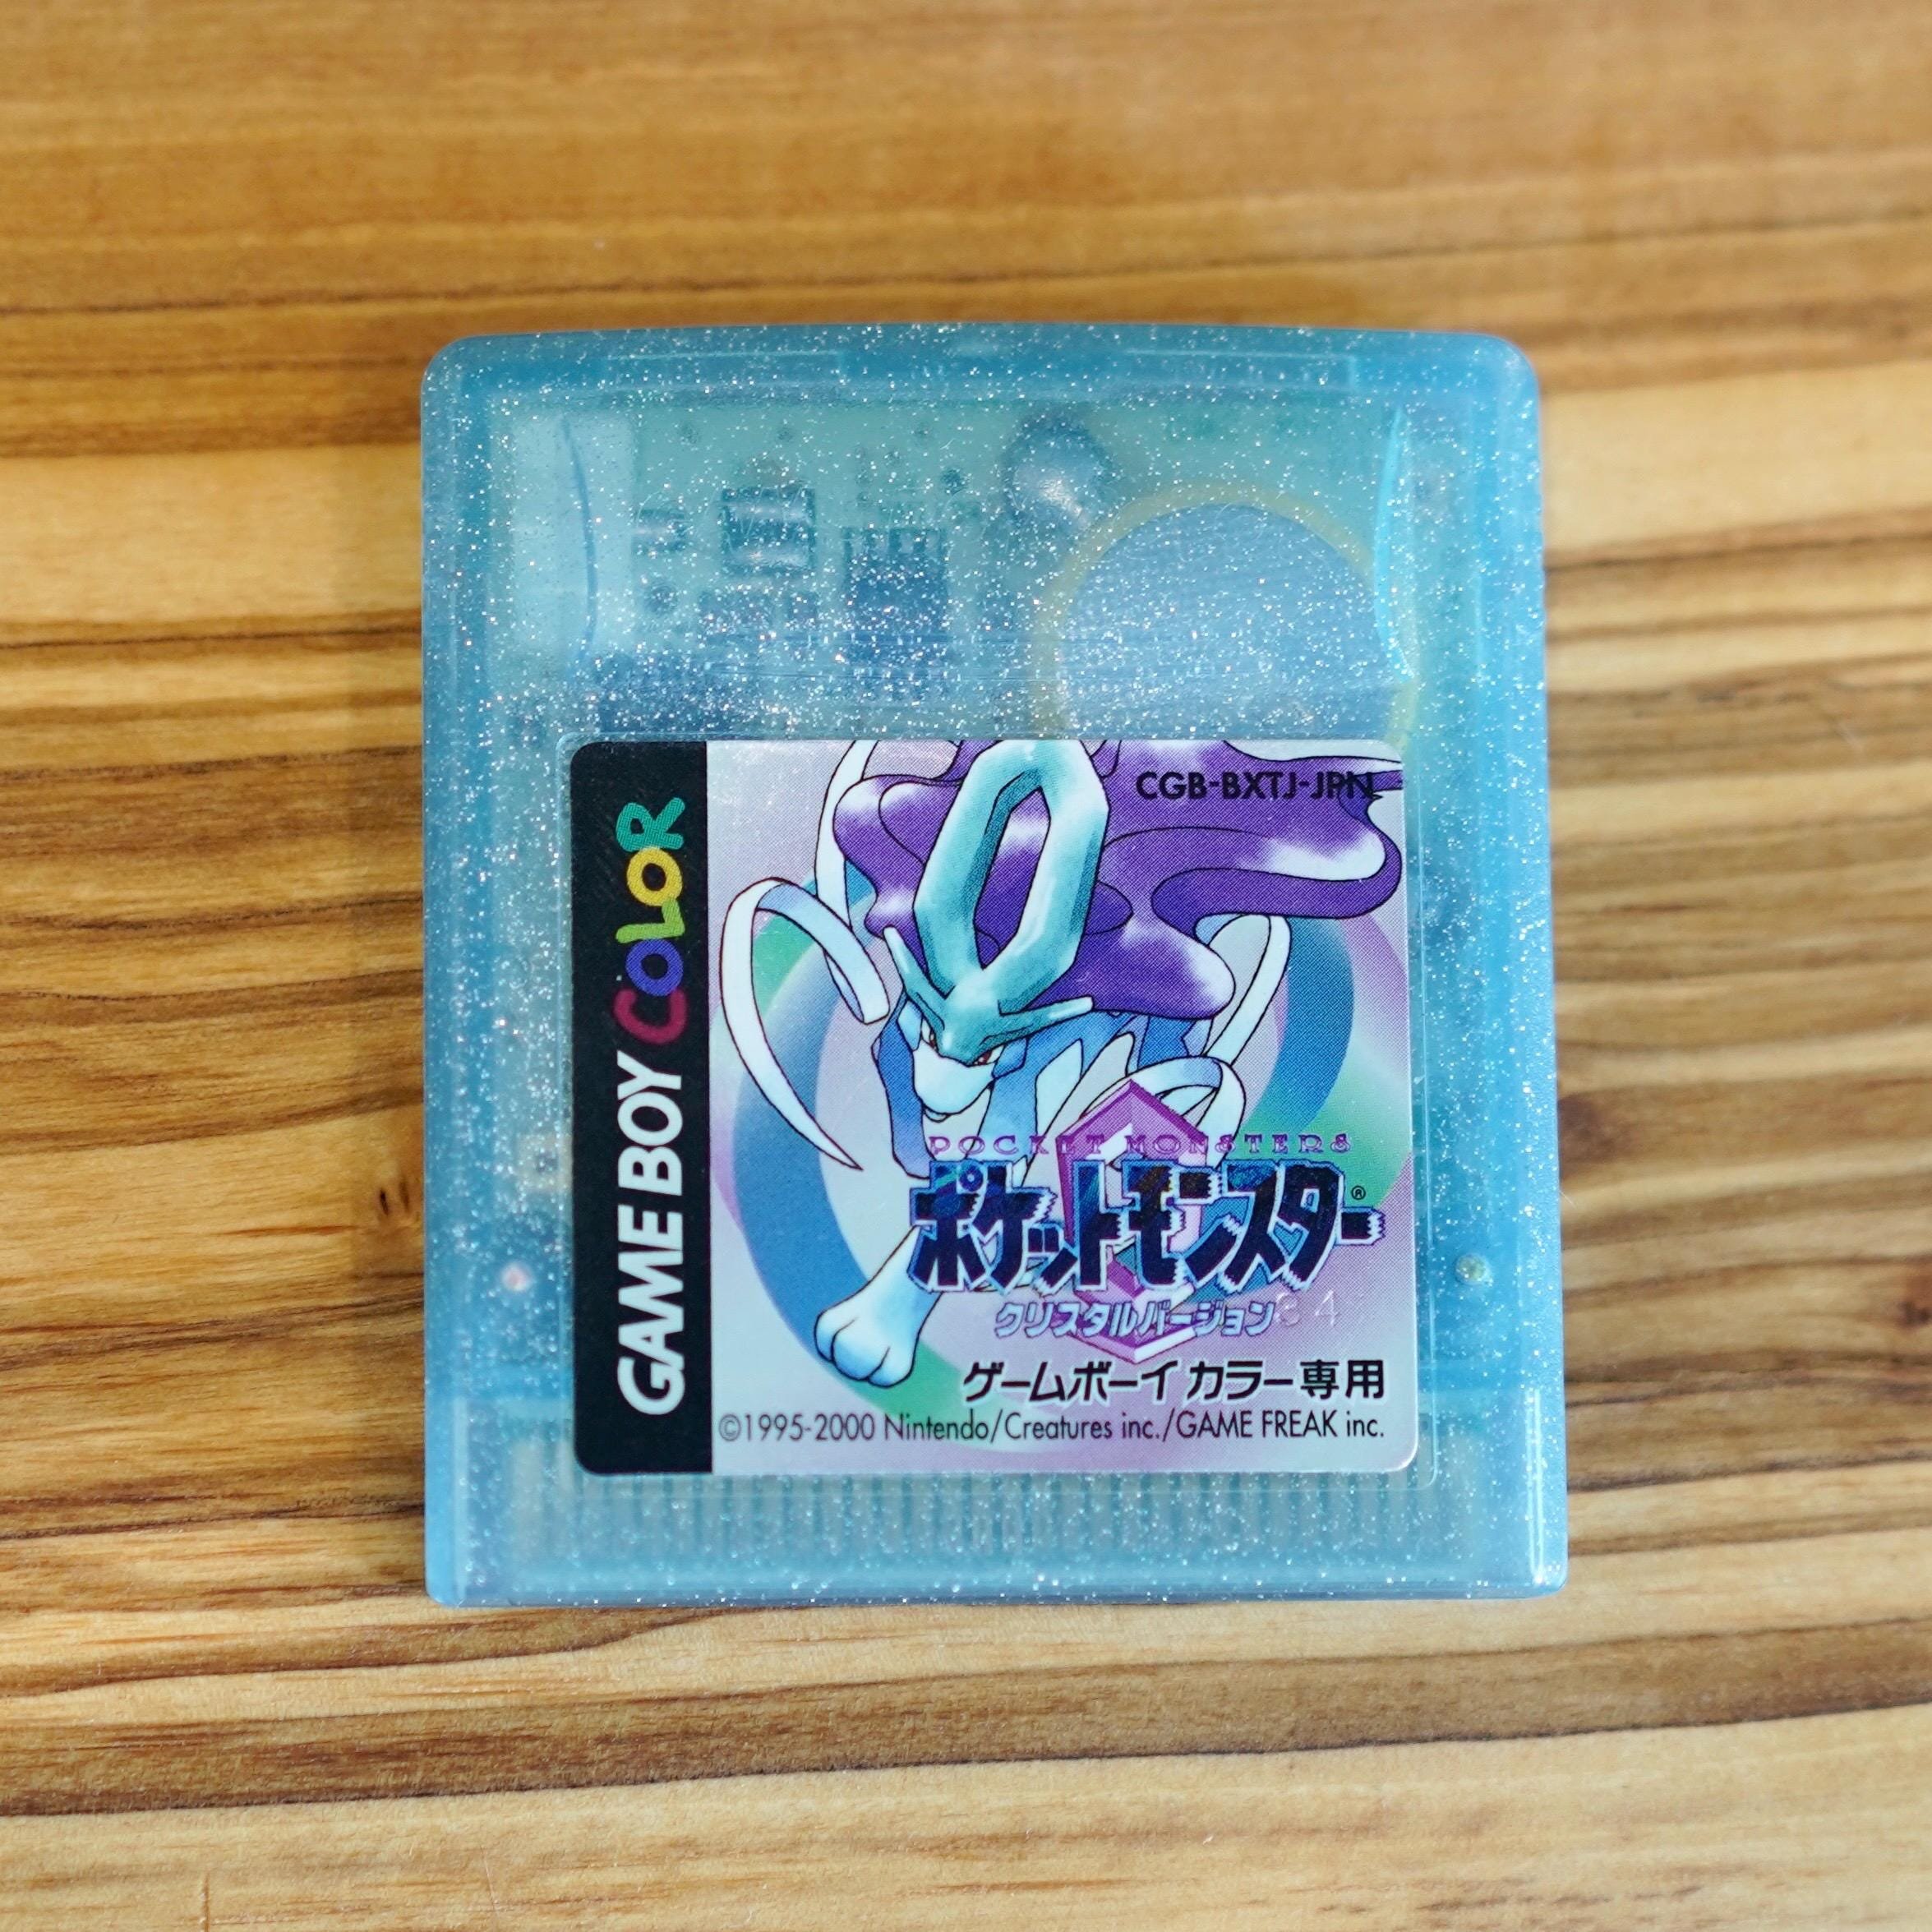 GAME BOY COLOR
CGB-BXTJ-JPN
POCKET MONSTERS
ポケットモンスター®
クリスタルバージョン
34
ゲームボーイ カラー専用
©1995-2000 Nintendo/Creatures inc./GAME FREAK inc.